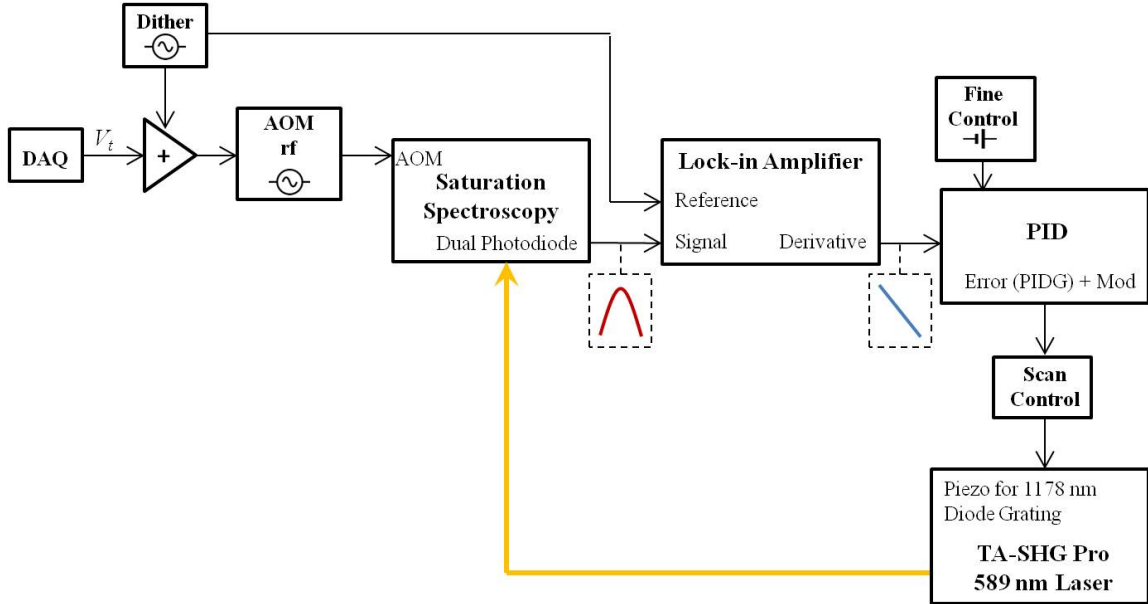 Dither
DAQ
V_t
+
AOM
rf
AOM
Saturation
Spectroscopy
Dual Photodiode
Lock-in Amplifier
Reference
Signal
Derivative
Fine
Control
PID
Error (PIDG) + Mod
Scan
Control
Piezo for 1178 nm
Diode Grating
TA-SHG Pro
589 nm Laser